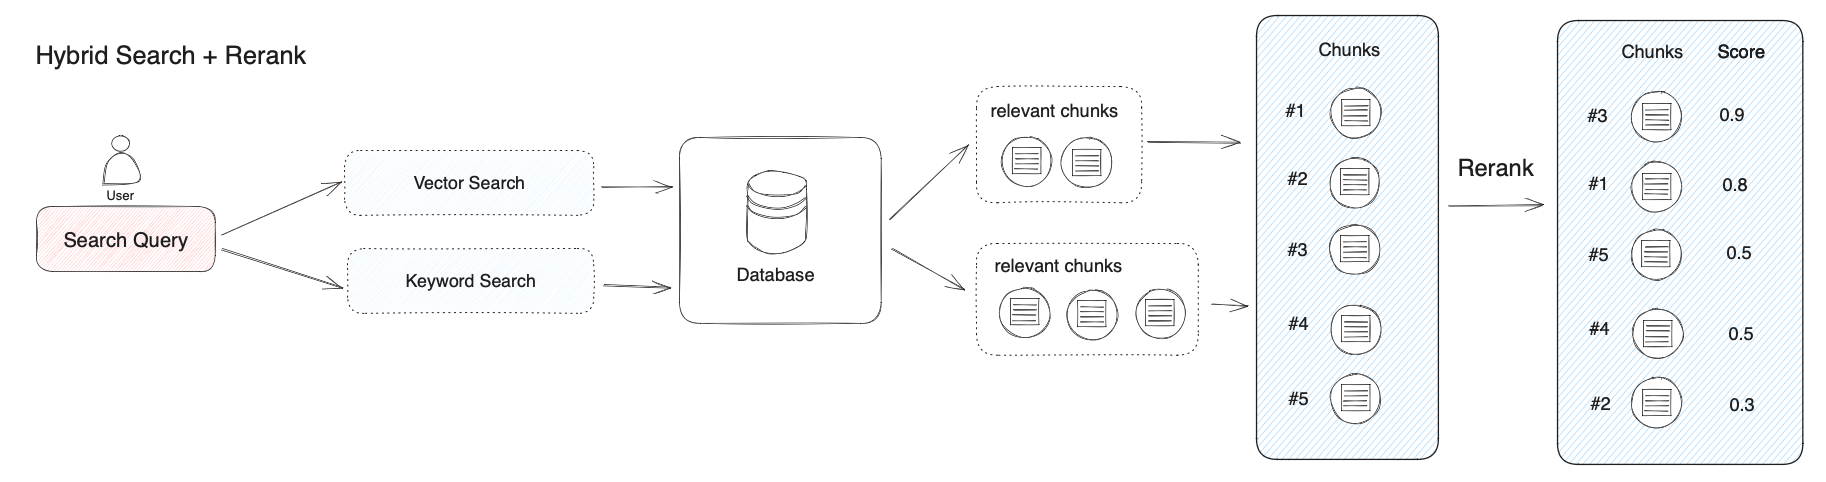 Hybrid Search + Rerank
User
Search Query
Vector Search
Keyword Search
Database
relevant chunks
relevant chunks
Chunks
#1
#2
#3
#4
#5
Rerank
Chunks Score
#3 0.9
#1 0.8
#5 0.5
#4 0.5
#2 0.3